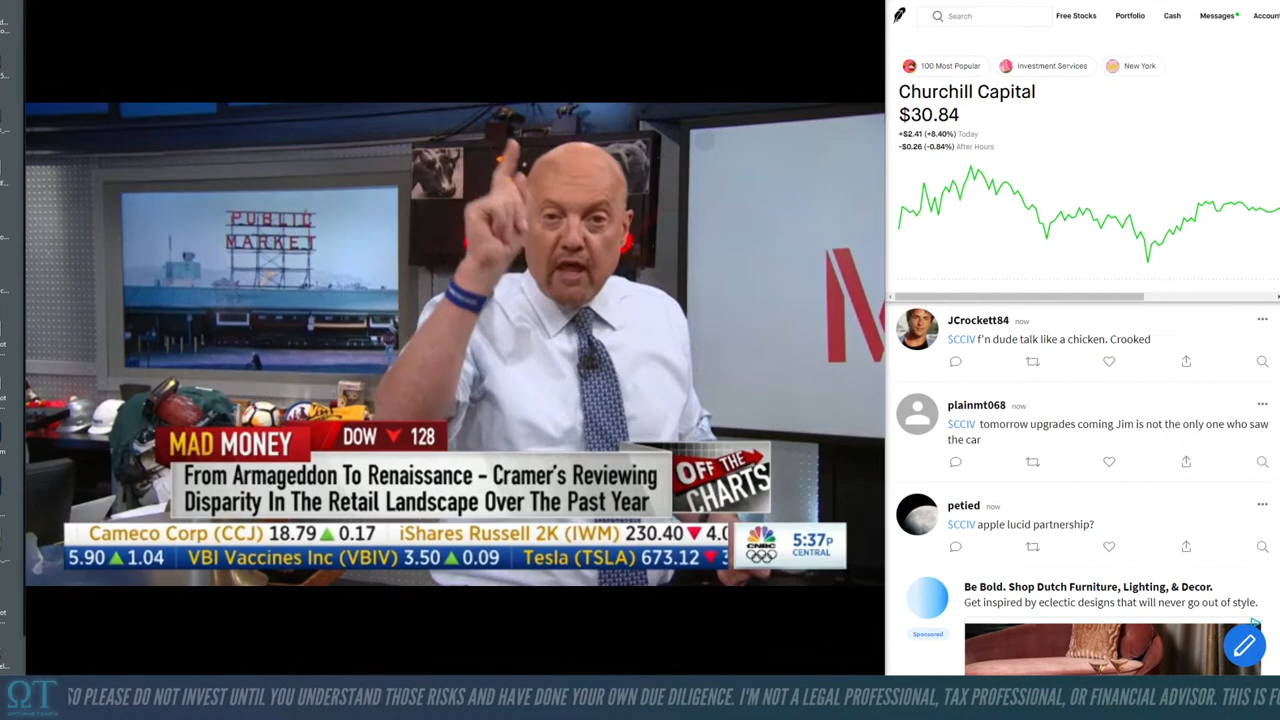 PUBLIC
MARKET
MAD MONEY
DOW ▼ 128
From Armageddon To Renaissance - Cramer's Reviewing
Disparity In The Retail Landscape Over The Past Year
OFF THE
CHARTS
Cameco Corp (CCJ) 18.79 ▲ 0.17 iShares Russell 2K (IWM) 230.40 ▼ 4.0
5.90 ▲ 1.04 VBI Vaccines Inc (VBIV) 3.50 ▲ 0.09 Tesla (TSLA) 673.12 ▼ 3
CNBC
5:37P
CENTRAL
Search
Free Stocks
Portfolio
Cash
Messages
Accoun
100 Most Popular
Investment Services
New York
Churchill Capital
$30.84
+$2.41 (+8.40%) Today
-$0.26 (-0.84%) After Hours
JCrockett84 now
$CCIV f'n dude talk like a chicken. Crooked
plainmt068 now
$CCIV tomorrow upgrades coming Jim is not the only one who saw
the car
petied now
$CCIV apple lucid partnership?
Be Bold. Shop Dutch Furniture, Lighting, & Decor.
Get inspired by eclectic designs that will never go out of style.
Sponsored
ΩT
SO PLEASE DO NOT INVEST UNTIL YOU UNDERSTAND THOSE RISKS AND HAVE DONE YOUR OWN DUE DILIGENCE. I'M NOT A LEGAL PROFESSIONAL, TAX PROFESSIONAL, OR FINANCIAL ADVISOR. THIS IS F